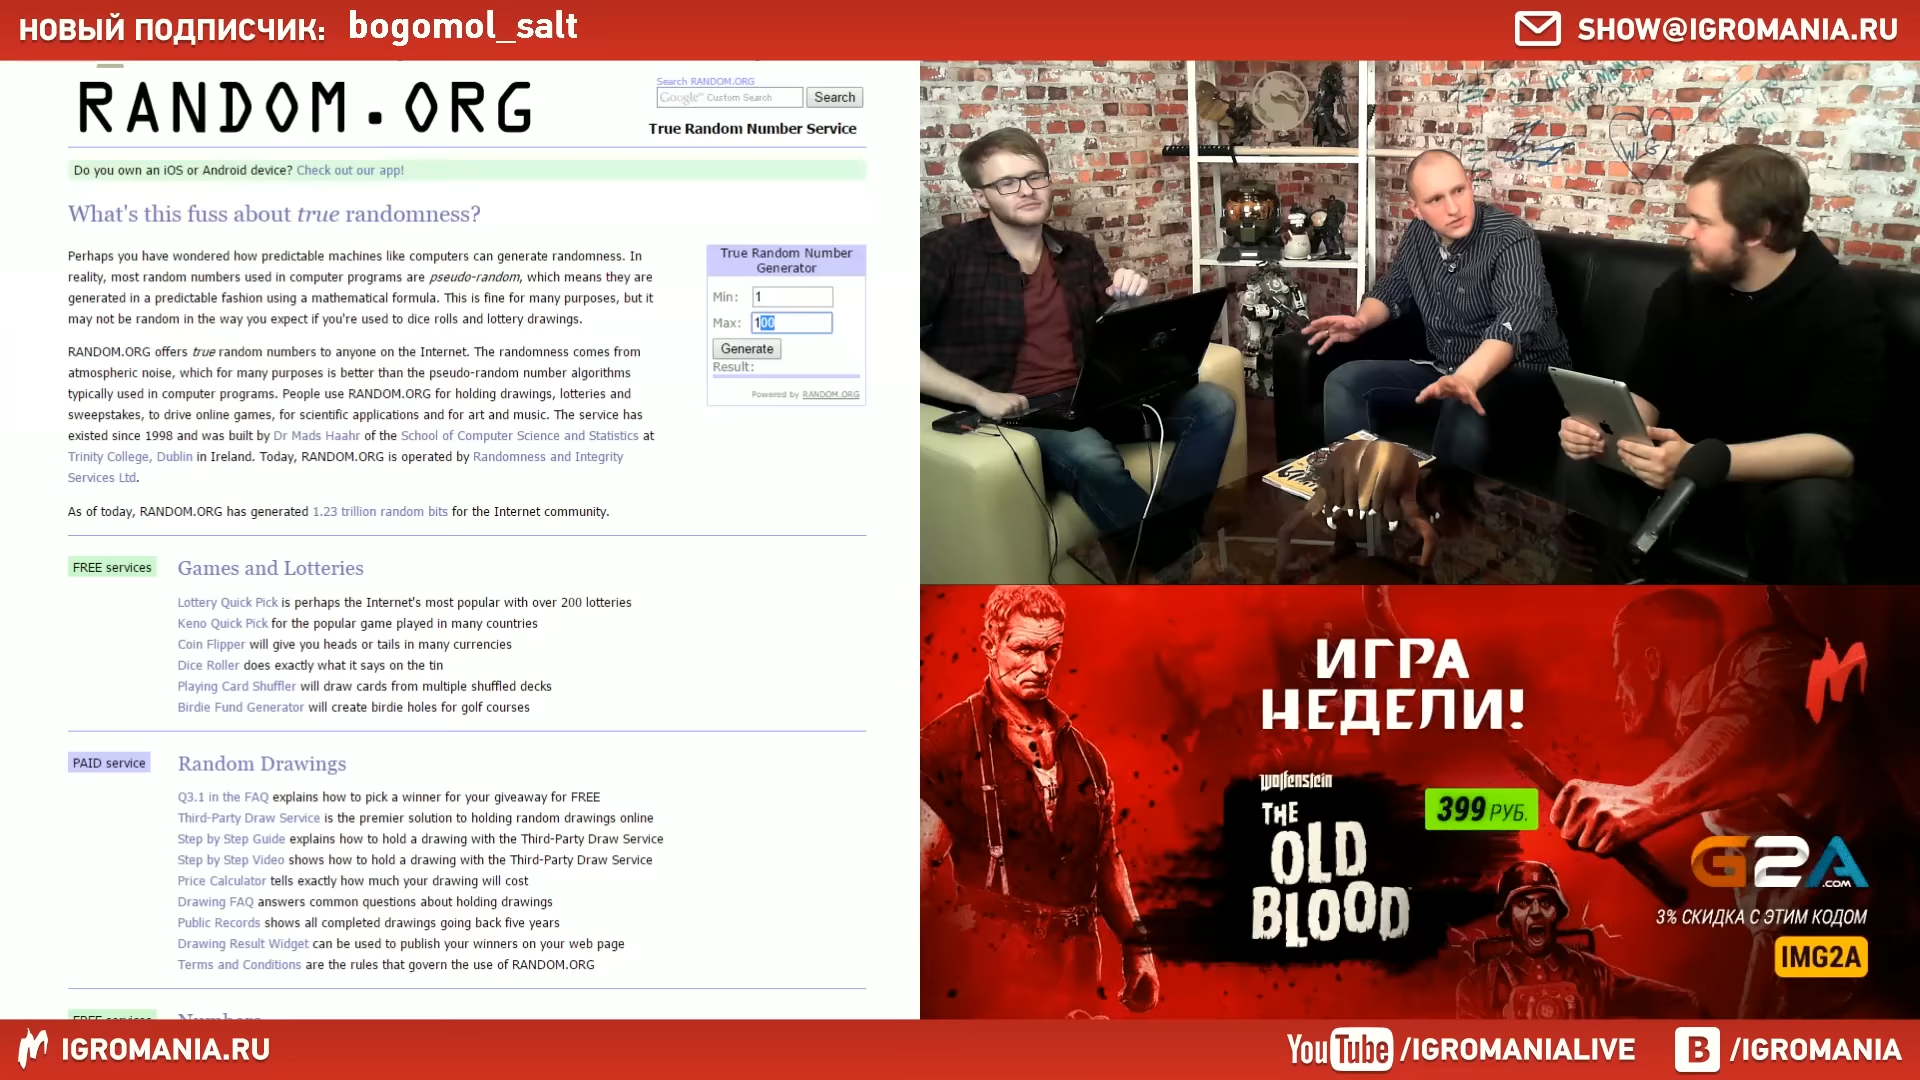 НОВЫЙ ПОДПИСЧИК: bogomol_salt
SHOW@IGROMANIA.RU
RANDOM.ORG
Search RANDOM.ORG
Google™ Custom Search
Search
True Random Number Service
Do you own an iOS or Android device? Check out our app!
What's this fuss about true randomness?
Perhaps you have wondered how predictable machines like computers can generate randomness. In
reality, most random numbers used in computer programs are pseudo-random, which means they are
generated in a predictable fashion using a mathematical formula. This is fine for many purposes, but it
may not be random in the way you expect if you're used to dice rolls and lottery drawings.
RANDOM.ORG offers true random numbers to anyone on the Internet. The randomness comes from
atmospheric noise, which for many purposes is better than the pseudo-random number algorithms
typically used in computer programs. People use RANDOM.ORG for holding drawings, lotteries and
sweepstakes, to drive online games, for scientific applications and for art and music. The service has
existed since 1998 and was built by Dr Mads Haahr of the School of Computer Science and Statistics at
Trinity College, Dublin in Ireland. Today, RANDOM.ORG is operated by Randomness and Integrity
Services Ltd.
As of today, RANDOM.ORG has generated 1.23 trillion random bits for the Internet community.
True Random Number
Generator
Min: 1
Max: 100
Generate
Result:
Powered by RANDOM.ORG
FREE services
Games and Lotteries
Lottery Quick Pick is perhaps the Internet's most popular with over 200 lotteries
Keno Quick Pick for the popular game played in many countries
Coin Flipper will give you heads or tails in many currencies
Dice Roller does exactly what it says on the tin
Playing Card Shuffler will draw cards from multiple shuffled decks
Birdie Fund Generator will create birdie holes for golf courses
PAID service
Random Drawings
Q3.1 in the FAQ explains how to pick a winner for your giveaway for FREE
Third-Party Draw Service is the premier solution to holding random drawings online
Step by Step Guide explains how to hold a drawing with the Third-Party Draw Service
Step by Step Video shows how to hold a drawing with the Third-Party Draw Service
Price Calculator tells exactly how much your drawing will cost
Drawing FAQ answers common questions about holding drawings
Public Records shows all completed drawings going back five years
Drawing Result Widget can be used to publish your winners on your web page
Terms and Conditions are the rules that govern the use of RANDOM.ORG
FREE services
Numbers
WLG
ИГРА
НЕДЕЛИ!
Wolfenstein
THE
OLD
BLOOD
399 РУБ.
G2A
.COM
3% СКИДКА С ЭТИМ КОДОМ
IMG2A
IGROMANIA.RU
YouTube /IGROMANIALIVE
B /IGROMANIA